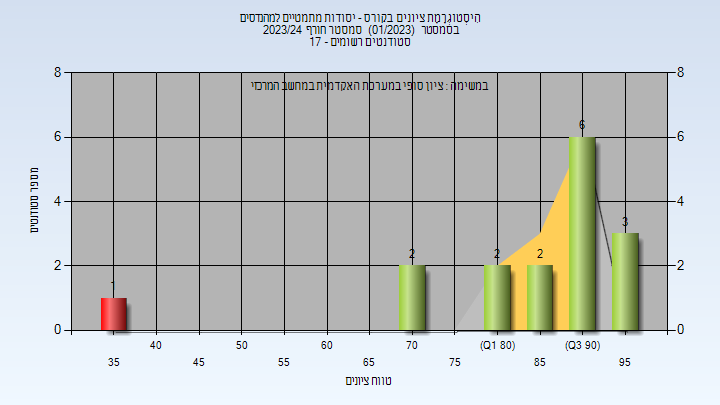 היסטוגרמת ציונים בקורס - יסודות מתמטיים למהנדסים
בסמסטר (01/2023) סמסטר חורף 2023/24
סטודנטים רשומים - 17
במשימה : ציון סופי במערכת האקדמית במחשב המרכזי
8 8
6 6
6
4 4
3
2 2 2 2 2
1
0 0
40 50 60 70 (Q1 80) (Q3 90)
35 45 55 65 75 85 95
מספר סטודנטים
טווח ציונים